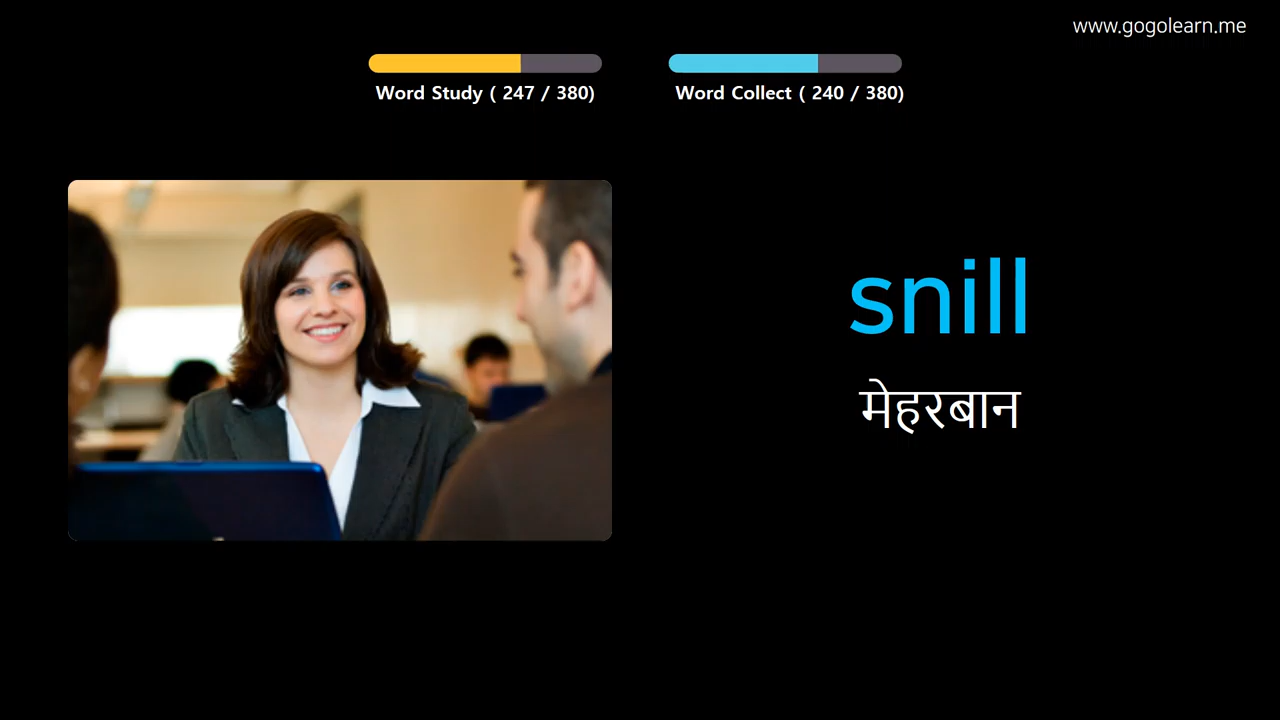 www.gogolearn.me
Word Study ( 247 / 380)
Word Collect ( 240 / 380)
snill
मेहरबान